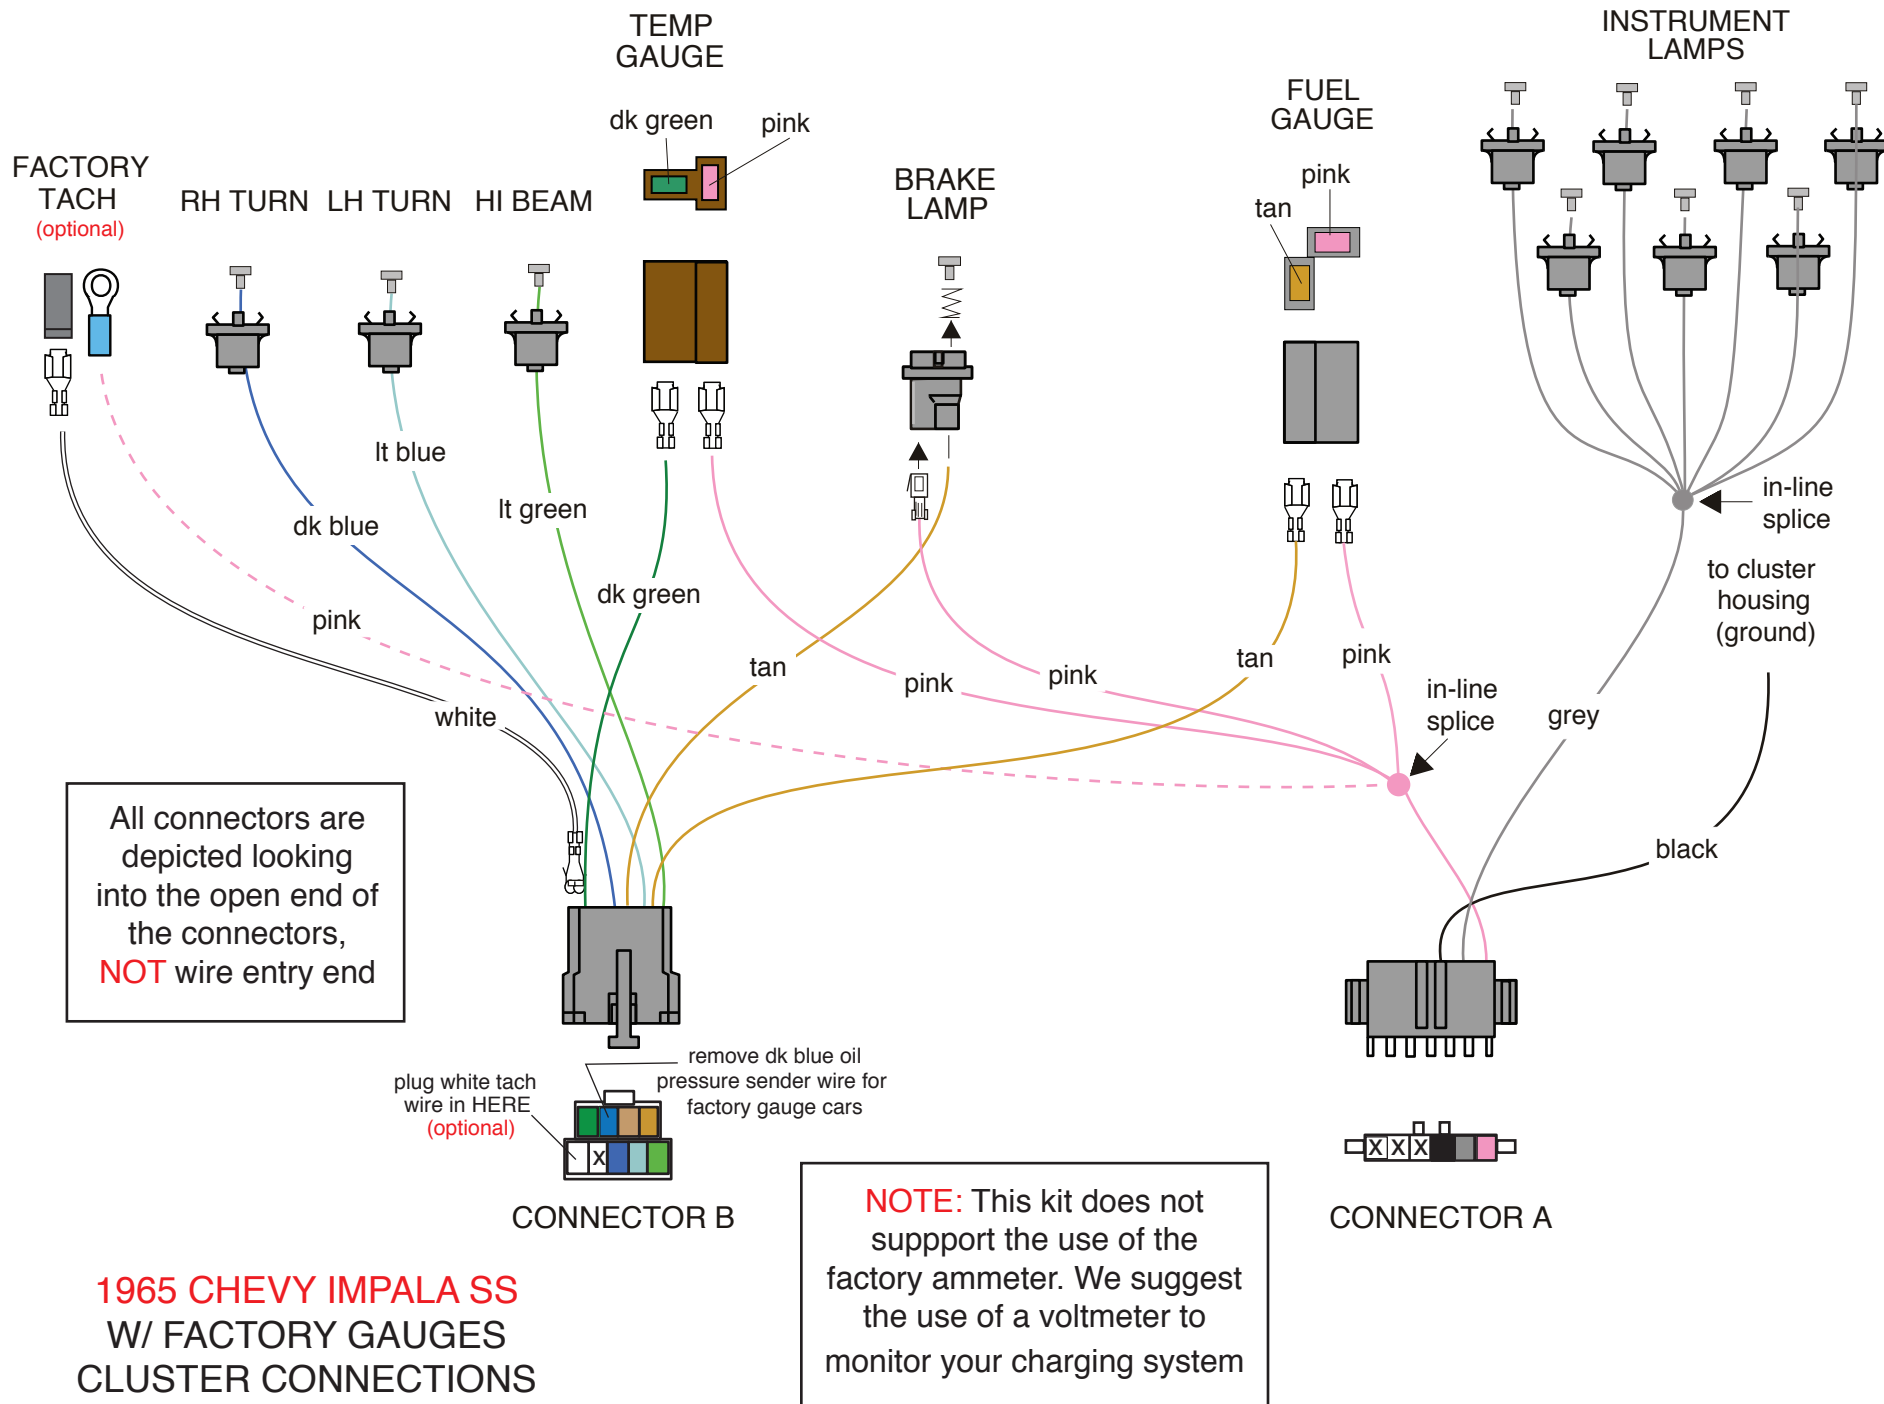 TEMP
GAUGE
INSTRUMENT
LAMPS
dk green
pink
FUEL
GAUGE
FACTORY
TACH
(optional)
RH TURN
LH TURN
HI BEAM
BRAKE
LAMP
pink
tan
lt blue
lt green
dk blue
in-line
splice
to cluster
housing
(ground)
dk green
pink
tan
pink
pink
tan
pink
in-line
splice
grey
white
black
All connectors are
depicted looking
into the open end of
the connectors,
NOT wire entry end
plug white tach
wire in HERE
(optional)
remove dk blue oil
pressure sender wire for
factory gauge cars
X
X X X
CONNECTOR B
CONNECTOR A
NOTE: This kit does not
suppport the use of the
factory ammeter. We suggest
the use of a voltmeter to
monitor your charging system
1965 CHEVY IMPALA SS
W/ FACTORY GAUGES
CLUSTER CONNECTIONS